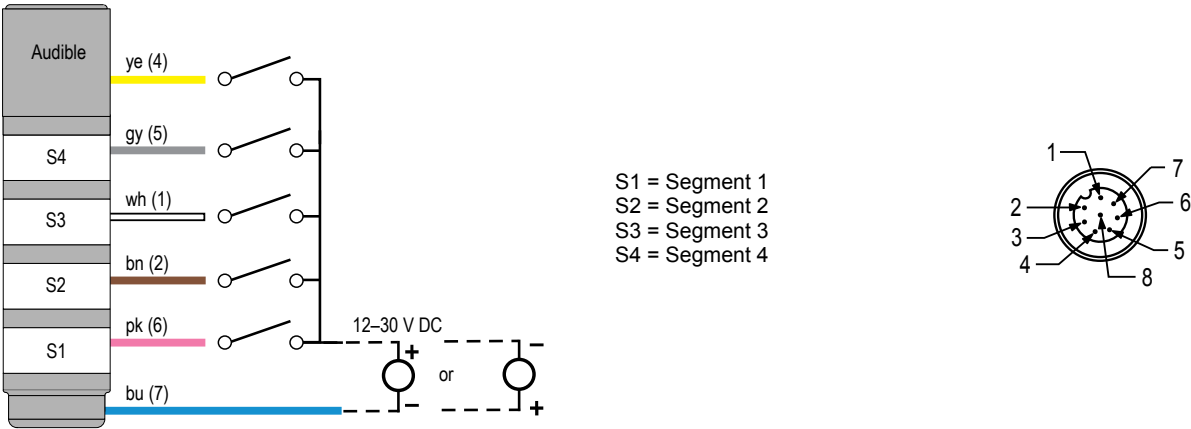 Audible
ye (4)
gy (5)
S4
wh (1)
S3
bn (2)
S2
pk (6)
S1
bu (7)
12–30 V DC
+
−
or
−
+
S1 = Segment 1
S2 = Segment 2
S3 = Segment 3
S4 = Segment 4
1
7
2
6
3
5
4
8